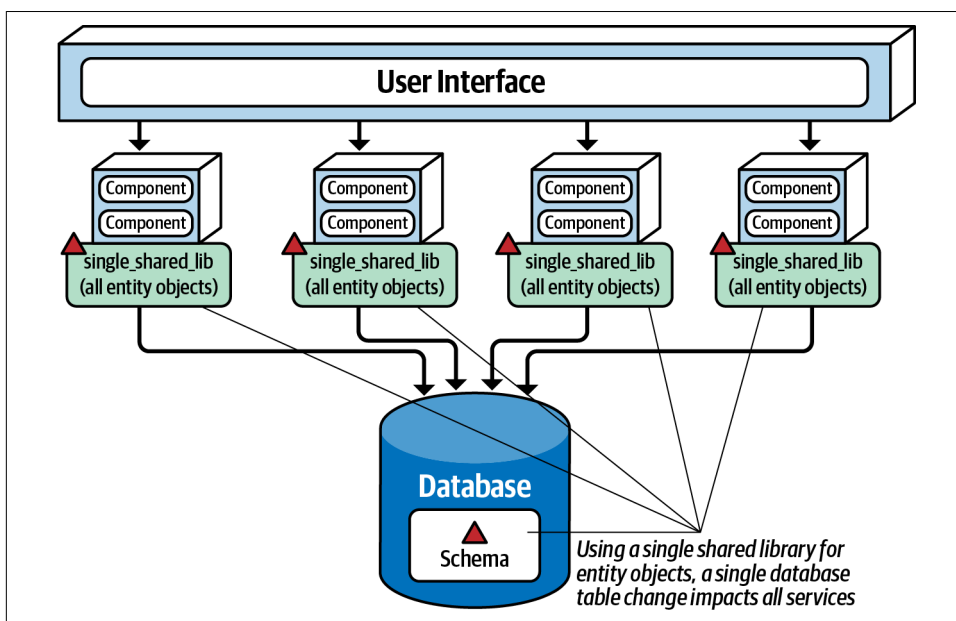 User Interface
Component
Component
single_shared_lib
(all entity objects)
Component
Component
single_shared_lib
(all entity objects)
Component
Component
single_shared_lib
(all entity objects)
Component
Component
single_shared_lib
(all entity objects)
Database
Schema
Using a single shared library for
entity objects, a single database
table change impacts all services